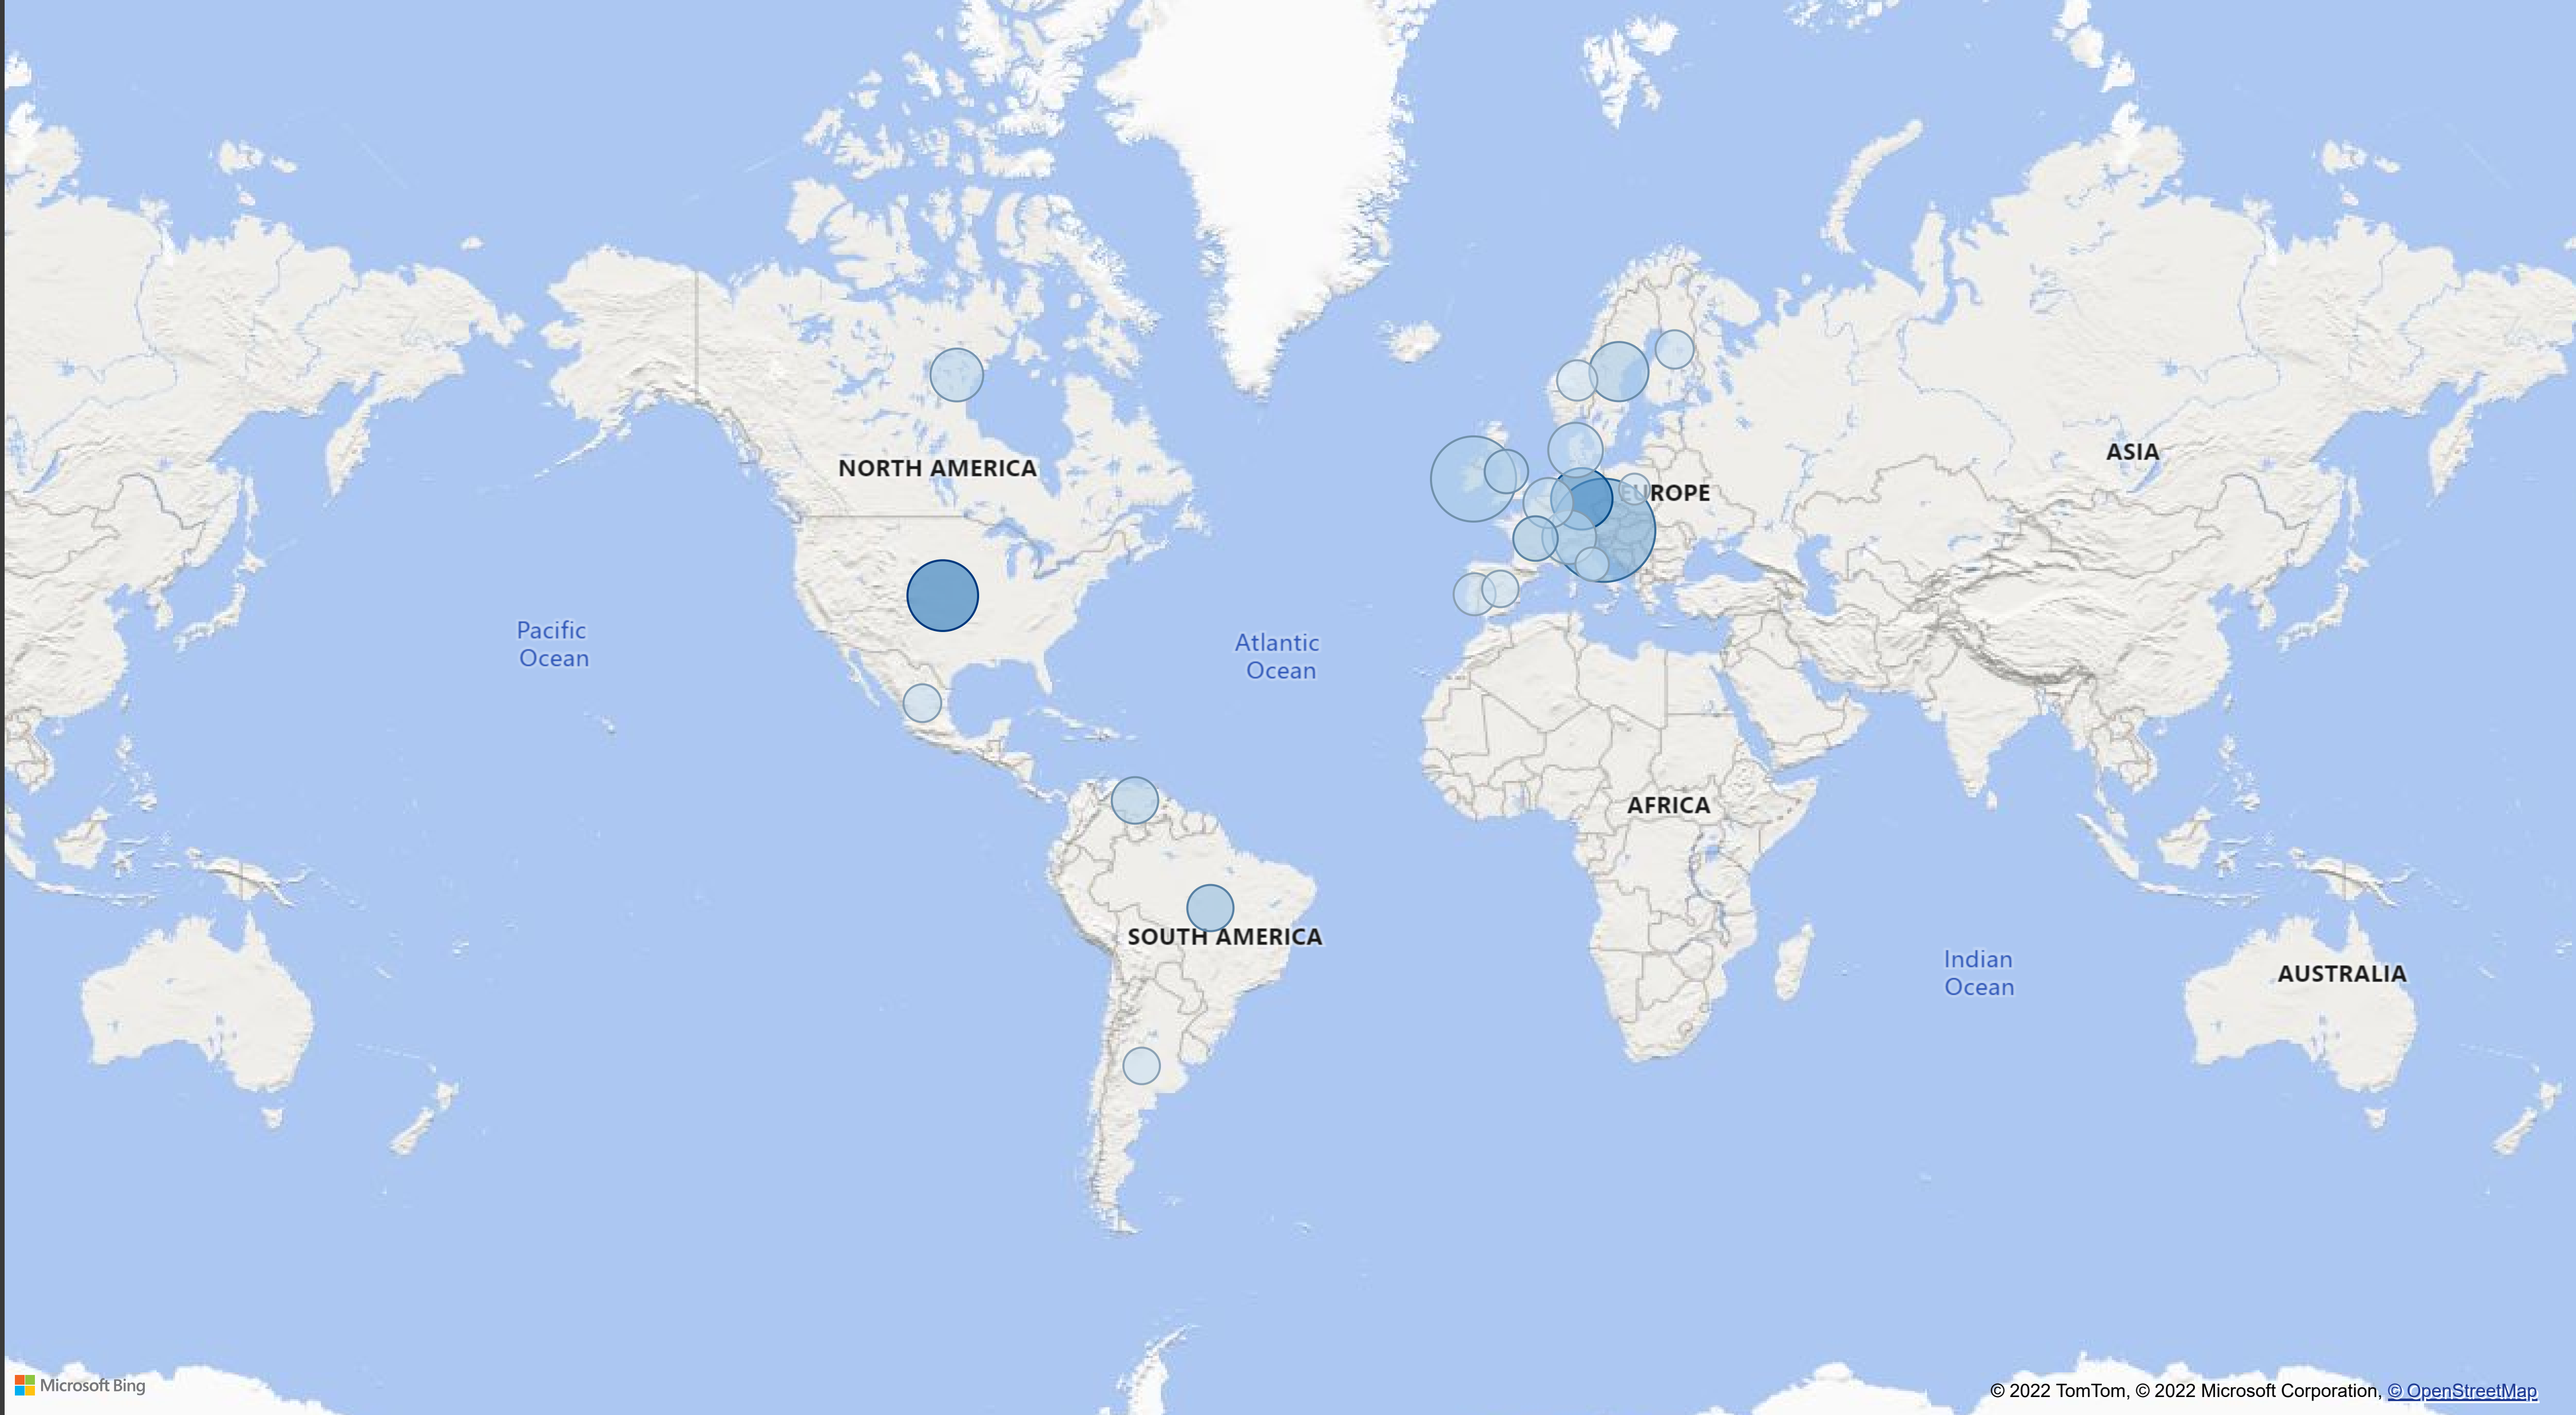 NORTH AMERICA
ASIA
EUROPE
Pacific
Ocean
Atlantic
Ocean
AFRICA
SOUTH AMERICA
Indian
Ocean
AUSTRALIA
Microsoft Bing
© 2022 TomTom, © 2022 Microsoft Corporation, © OpenStreetMap